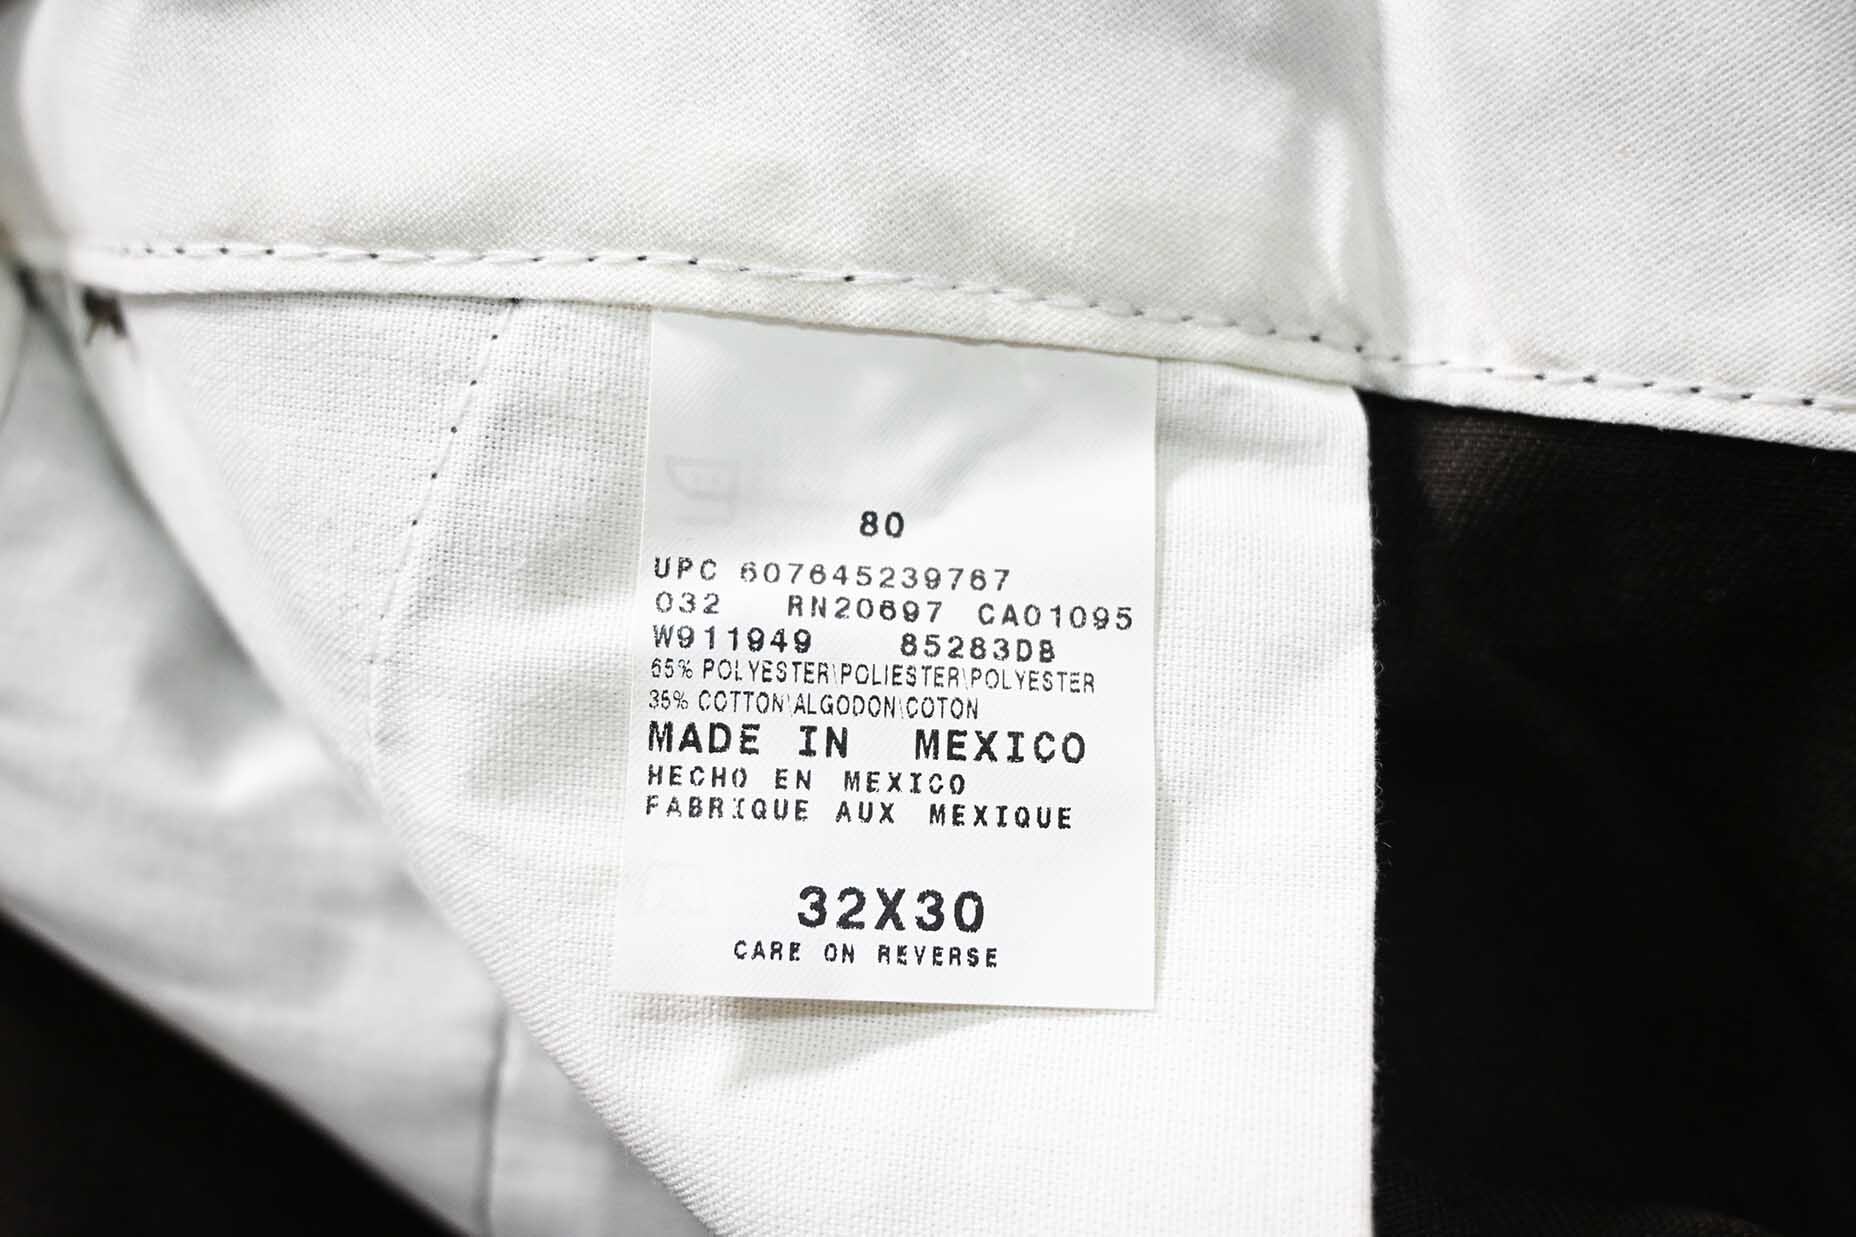 80
UPC 607645239767
032 RN20697 CA01095
W911949 85283DB
65% POLYESTER\POLIESTER\POLYESTER
35% COTTON\ALGODON\COTON
MADE IN MEXICO
HECHO EN MEXICO
FABRIQUE AUX MEXIQUE
32X30
CARE ON REVERSE